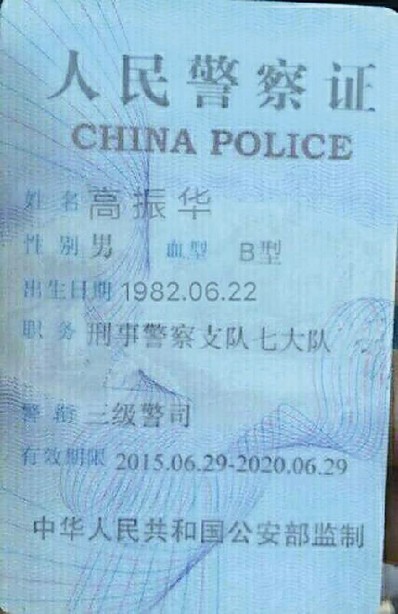 人民警察证
CHINA POLICE
姓名 高振华
性别 男 血型 B型
出生日期 1982.06.22
职务 刑事警察支队七大队
警衔 三级警司
有效期限 2015.06.29-2020.06.29
中华人民共和国公安部监制